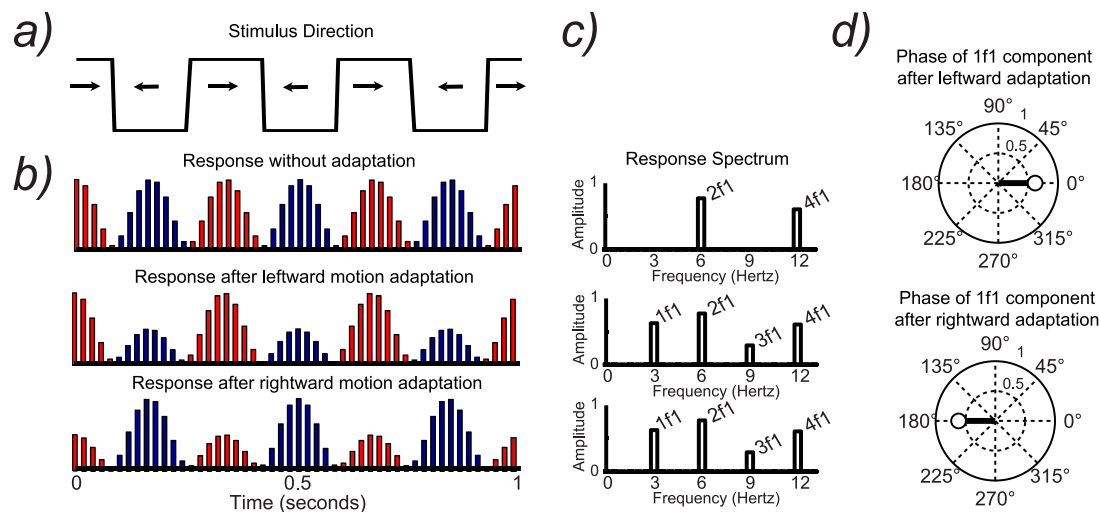 a)
Stimulus Direction
b)
Response without adaptation
Response after leftward motion adaptation
Response after rightward motion adaptation
0
0.5
1
Time (seconds)
c)
Response Spectrum
1
Amplitude
0
2f1
4f1
0 3 6 9 12
Frequency (Hertz)
1
Amplitude
0
1f1
2f1
3f1
4f1
0 3 6 9 12
Frequency (Hertz)
1
Amplitude
0
1f1
2f1
3f1
4f1
0 3 6 9 12
Frequency (Hertz)
d)
Phase of 1f1 component
after leftward adaptation
90°
1
135°
45°
0.5
180°
0°
225°
315°
270°
Phase of 1f1 component
after rightward adaptation
90°
1
135°
45°
0.5
180°
0°
225°
315°
270°